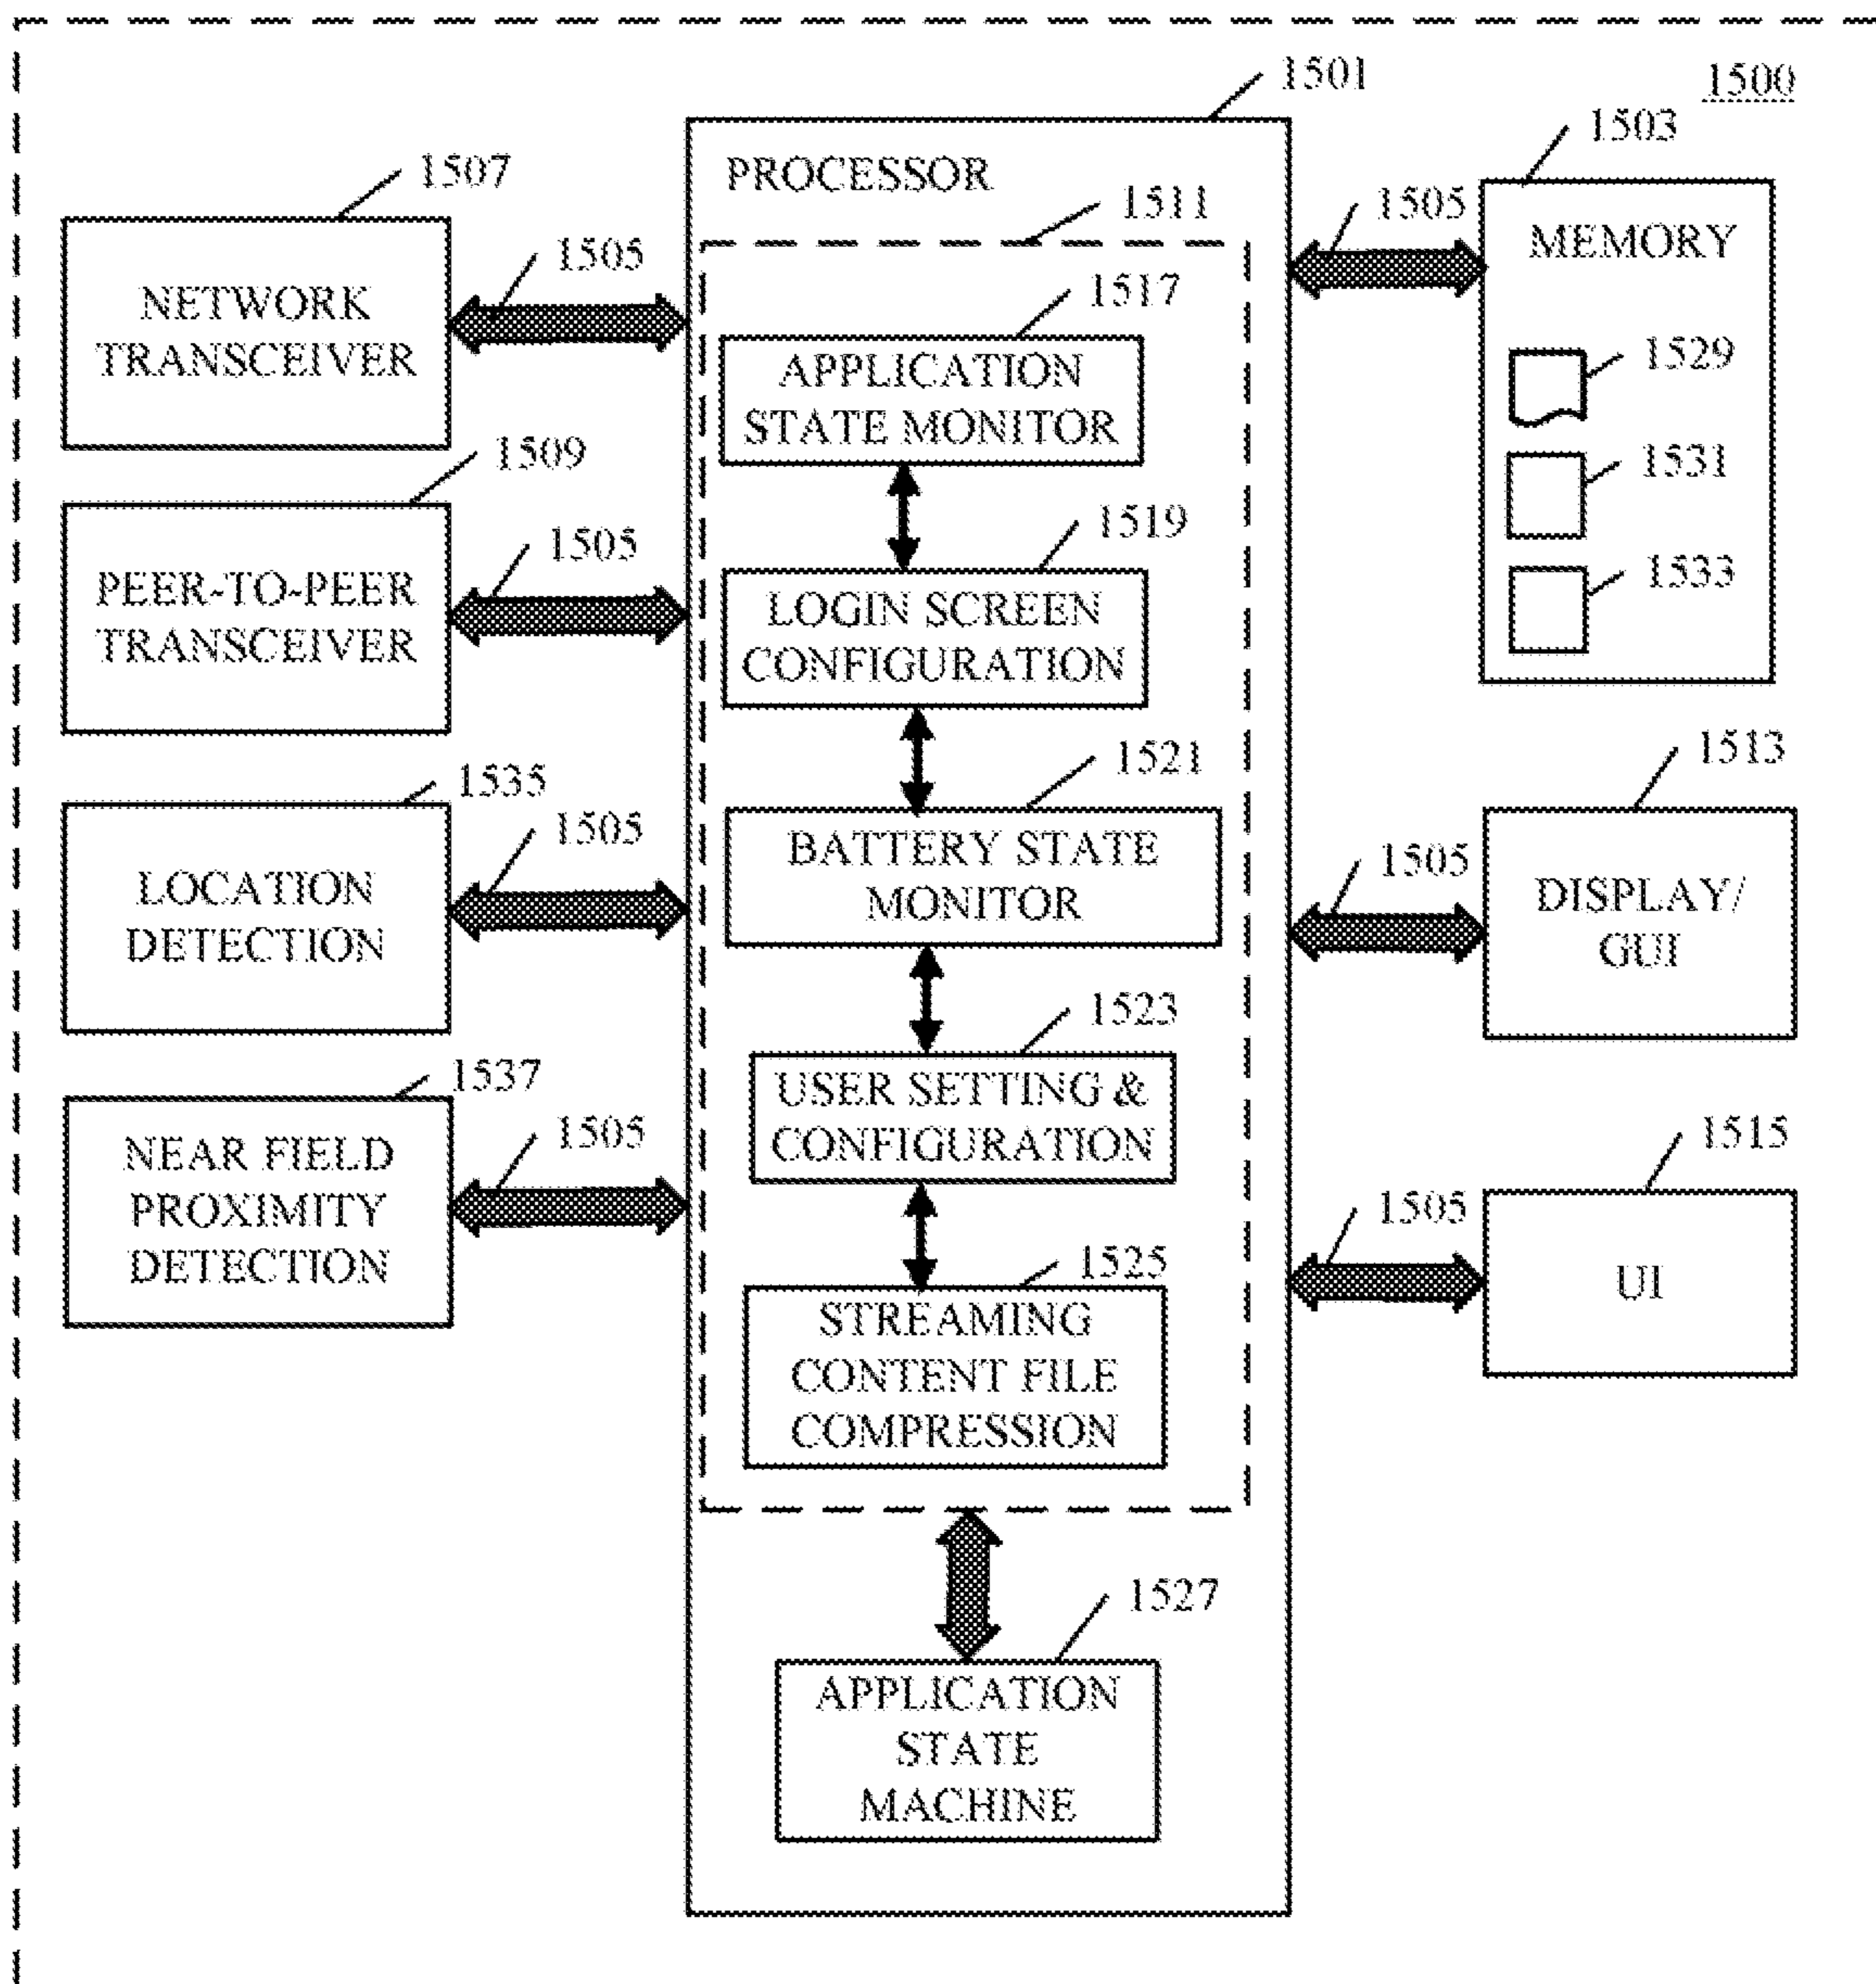 1500
1501
PROCESSOR
1507
NETWORK
TRANSCEIVER
1505
1509
PEER-TO-PEER
TRANSCEIVER
1505
1535
LOCATION
DETECTION
1505
1537
NEAR FIELD
PROXIMITY
DETECTION
1505
1511
1517
APPLICATION
STATE MONITOR
1519
LOGIN SCREEN
CONFIGURATION
1521
BATTERY STATE
MONITOR
1523
USER SETTING &
CONFIGURATION
1525
STREAMING
CONTENT FILE
COMPRESSION
1527
APPLICATION
STATE
MACHINE
1505
1503
MEMORY
1529
1531
1533
1505
1513
DISPLAY/
GUI
1505
1515
UI